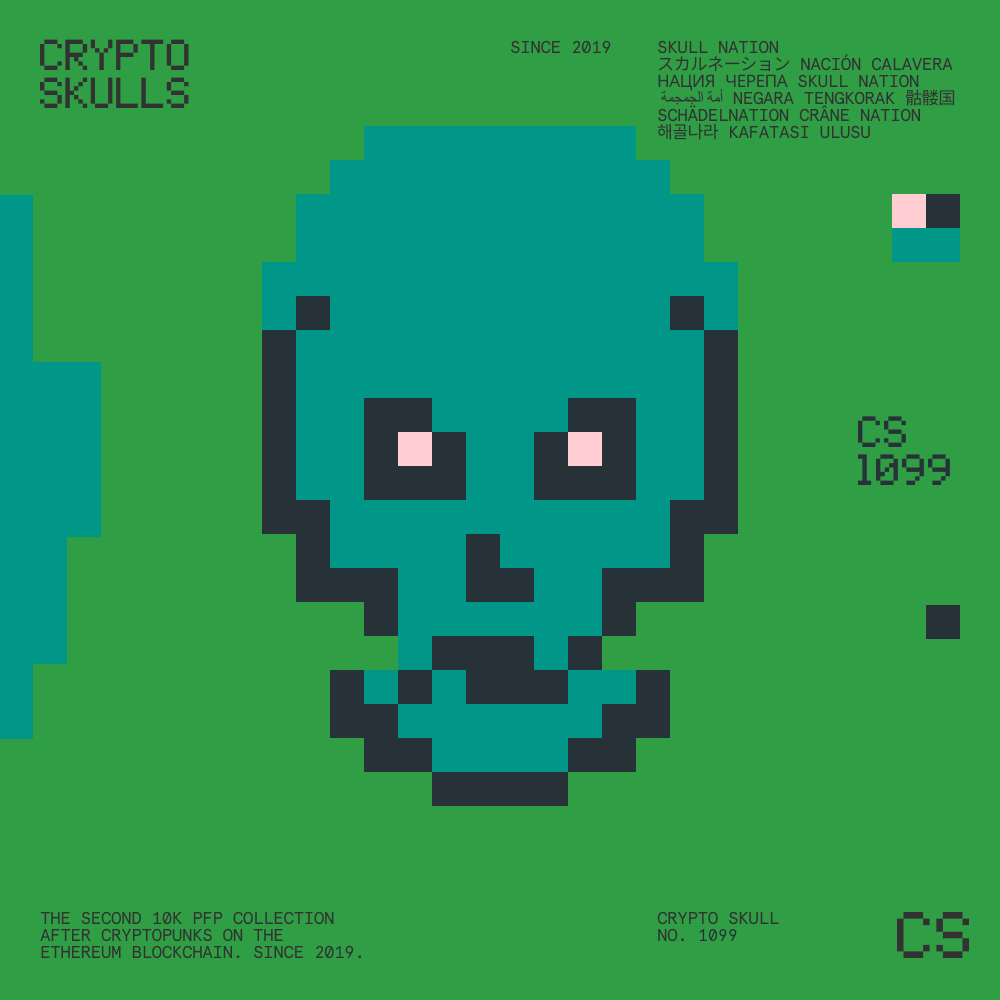 CRYPTO
SKULLS
SINCE 2019
SKULL NATION
スカルネーション NACIÓN CALAVERA
НАЦИЯ ЧЕРЕПА SKULL NATION
أمة الجمجمة NEGARA TENGKORAK 骷髅国
SCHÄDELNATION CRÂNE NATION
해골나라 KAFATASI ULUSU
CS
1099
THE SECOND 10K PFP COLLECTION
AFTER CRYPTOPUNKS ON THE
ETHEREUM BLOCKCHAIN. SINCE 2019.
CRYPTO SKULL
NO. 1099
CS